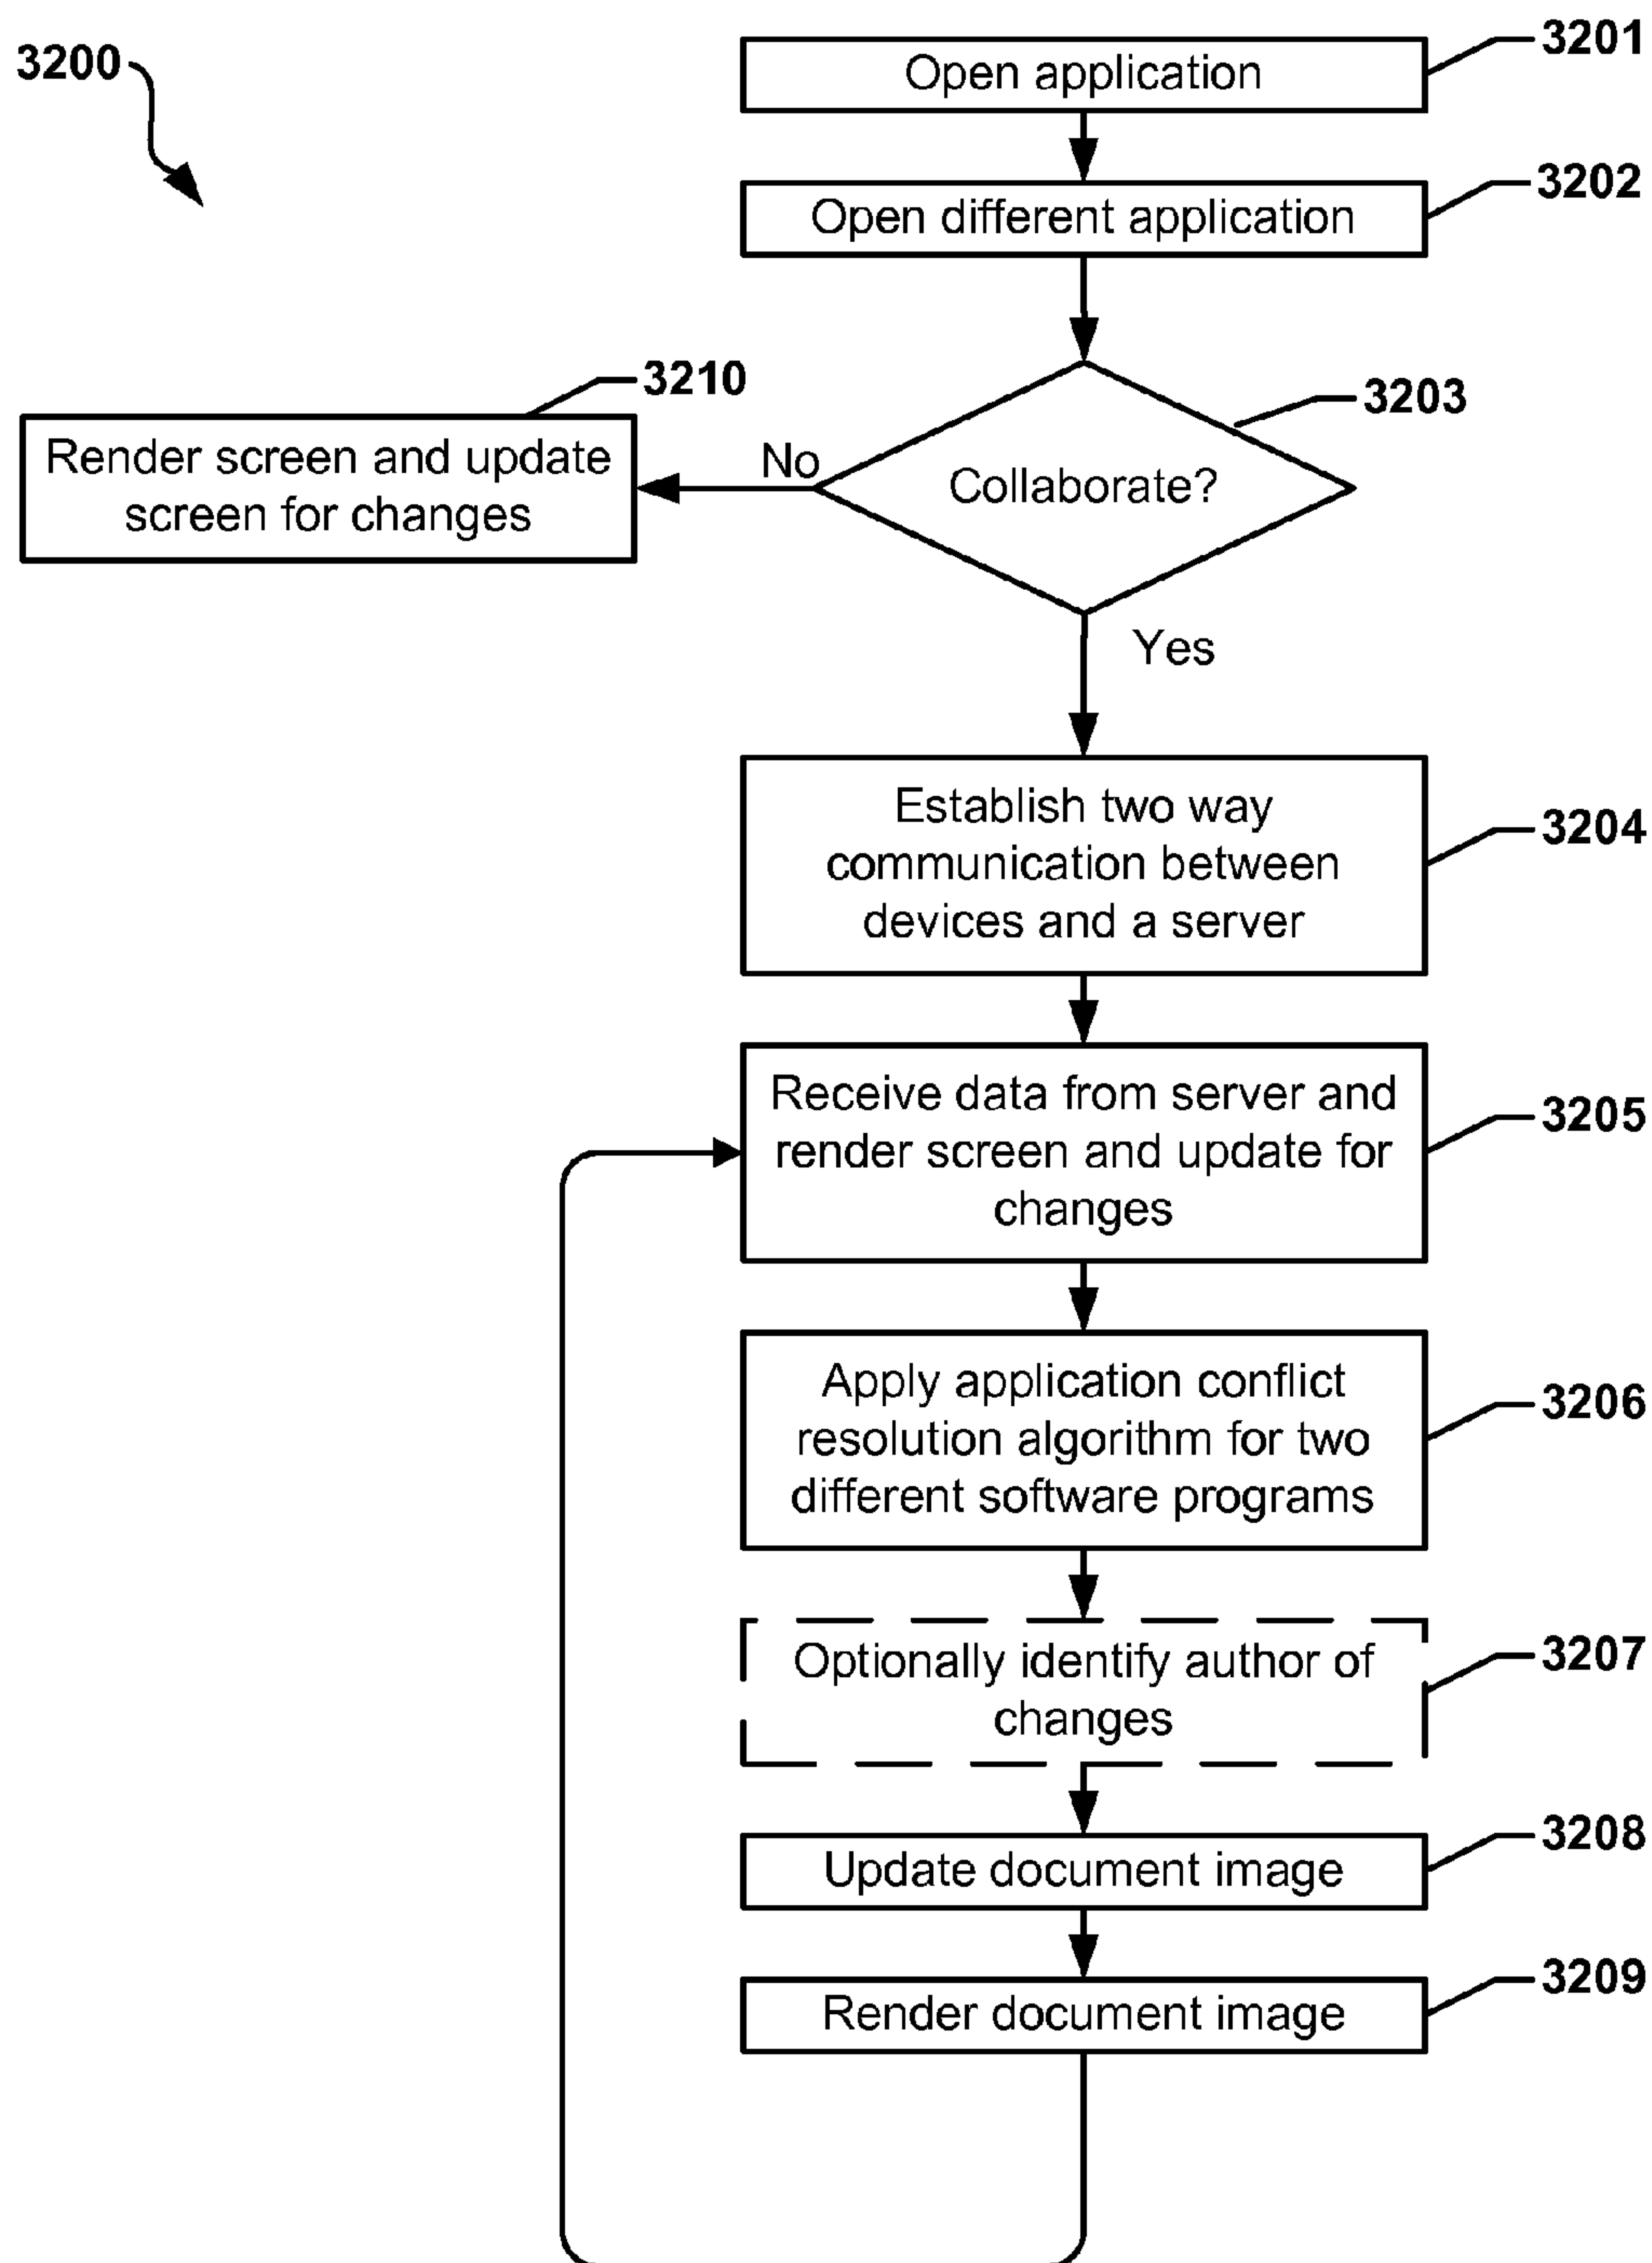 3200
3201
Open application
3202
Open different application
3210
Render screen and update
screen for changes
No
3203
Collaborate?
Yes
Establish two way
communication between
devices and a server
3204
Receive data from server and
render screen and update for
changes
3205
Apply application conflict
resolution algorithm for two
different software programs
3206
Optionally identify author of
changes
3207
Update document image
3208
Render document image
3209